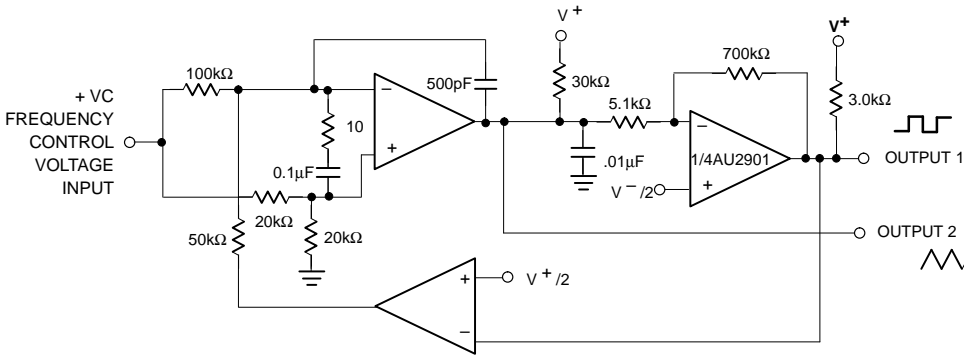 V+
V+
100kΩ
700kΩ
+ VC
FREQUENCY
CONTROL
VOLTAGE
INPUT
500pF
30kΩ
3.0kΩ
5.1kΩ
−
+
10
0.1µF
.01µF
−
1/4AU2901
+
V−/2
OUTPUT 1
20kΩ
20kΩ
50kΩ
OUTPUT 2
+
V+/2
−